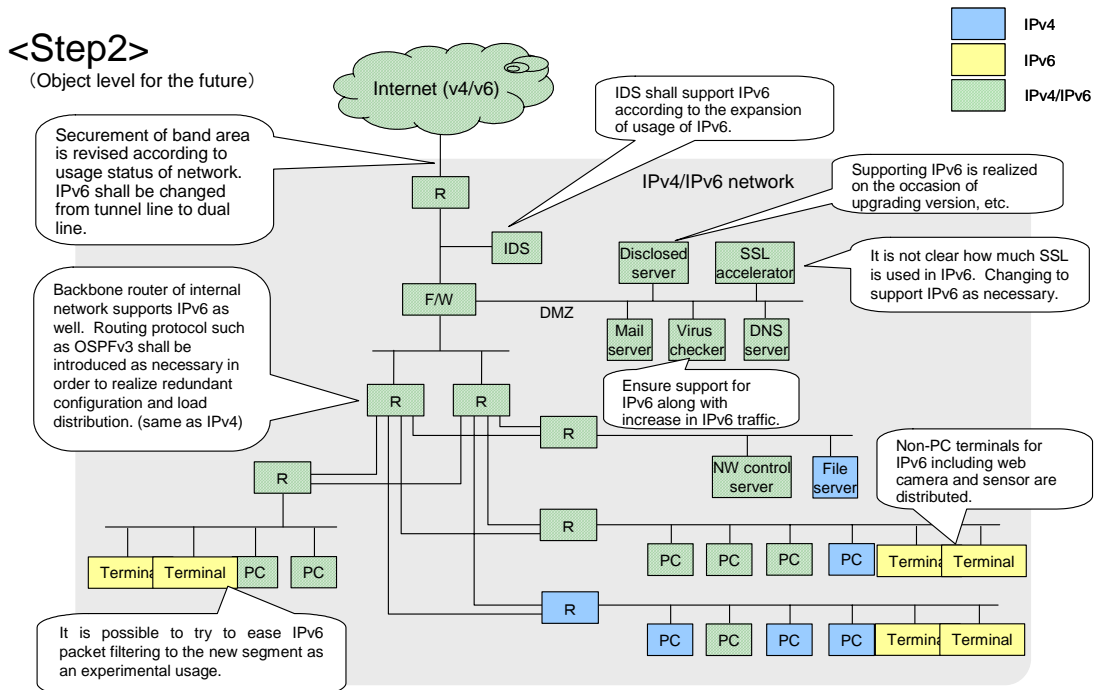 <Step2>
（Object level for the future）
IPv4
IPv6
IPv4/IPv6
Internet (v4/v6)
IDS shall support IPv6
according to the expansion
of usage of IPv6.
Securement of band area
is revised according to
usage status of network.
IPv6 shall be changed
from tunnel line to dual
line.
IPv4/IPv6 network
Supporting IPv6 is realized
on the occasion of
upgrading version, etc.
R
IDS
Disclosed
server
SSL
accelerator
It is not clear how much SSL
is used in IPv6.  Changing to
support IPv6 as necessary.
F/W
DMZ
Mail
server
Virus
checker
DNS
server
Backbone router of internal
network supports IPv6 as
well.  Routing protocol such
as OSPFv3 shall be
introduced as necessary in
order to realize redundant
configuration and load
distribution. (same as IPv4)
Ensure support for
IPv6 along with
increase in IPv6 traffic.
R
R
R
NW control
server
File
server
Non-PC terminals for
IPv6 including web
camera and sensor are
distributed.
R
R
Terminal
Terminal
PC
PC
PC
PC
PC
PC
Terminal
Terminal
R
It is possible to try to ease IPv6
packet filtering to the new segment as
an experimental usage.
PC
PC
PC
PC
Terminal
Terminal